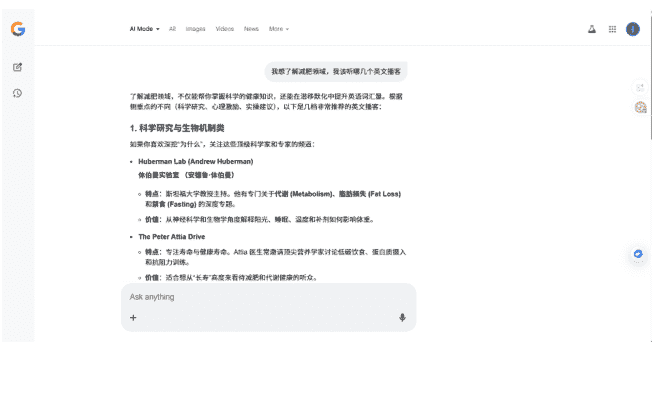 AI Mode All Images Videos News More
我想了解减肥领域，我该听哪几个英文播客
了解减肥领域，不仅能帮你掌握科学的健康知识，还能在潜移默化中提升英语词汇量。根据
侧重点的不同（科学研究、心理激励、实操建议），以下是几档非常推荐的英文播客：
1. 科学研究与生物机制类
如果你喜欢深挖“为什么”，关注这些顶级科学家和专家的频道：
• Huberman Lab (Andrew Huberman)
休伯曼实验室 （安德鲁·休伯曼）
特点：斯坦福大学教授主持。他有专门关于代谢 (Metabolism)、脂肪损失 (Fat Loss)
和禁食 (Fasting) 的深度专题。
价值：从神经科学和生物学角度解释阳光、睡眠、温度和补剂如何影响体重。
• The Peter Attia Drive
特点：专注寿命与健康寿命。Attia 医生常邀请顶尖营养学家讨论低碳饮食、蛋白质摄入
和抗阻力训练。
价值：适合想从“长寿”高度来看待减肥和代谢健康的听众。
Ask anything